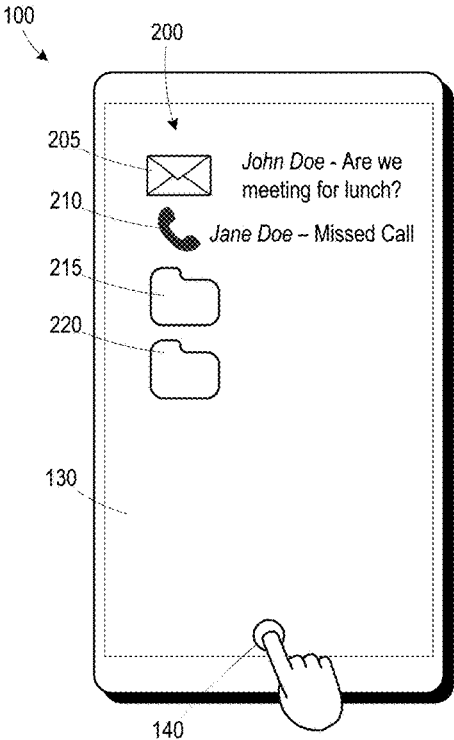 100
200
205
John Doe - Are we
meeting for lunch?
210
Jane Doe – Missed Call
215
220
130
140